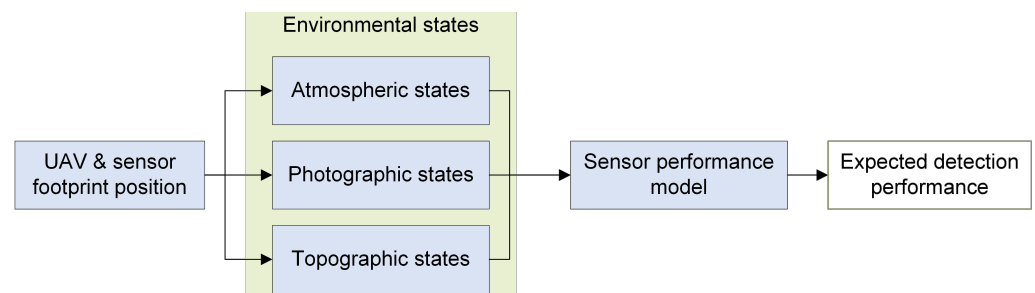 Environmental states
Atmospheric states
UAV & sensor
footprint position
Photographic states
Sensor performance
model
Expected detection
performance
Topographic states